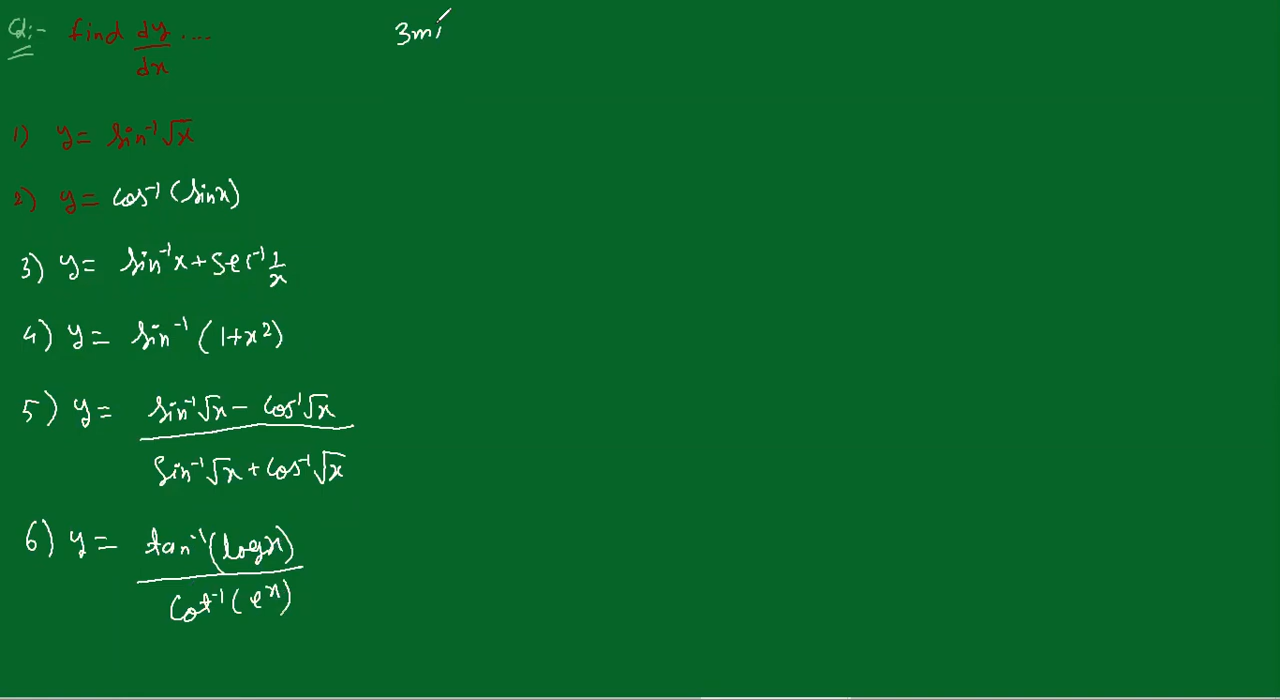 Q:- find dy/dx .... 3mi
1) y = sin⁻¹√x
2) y = cos⁻¹(sinx)
3) y = sin⁻¹x + sec⁻¹ 1/x
4) y = sin⁻¹(1+x²)
5) y = (sin⁻¹√x - cos⁻¹√x)/(sin⁻¹√x + cos⁻¹√x)
6) y = tan⁻¹(logx)/cot⁻¹(eˣ)